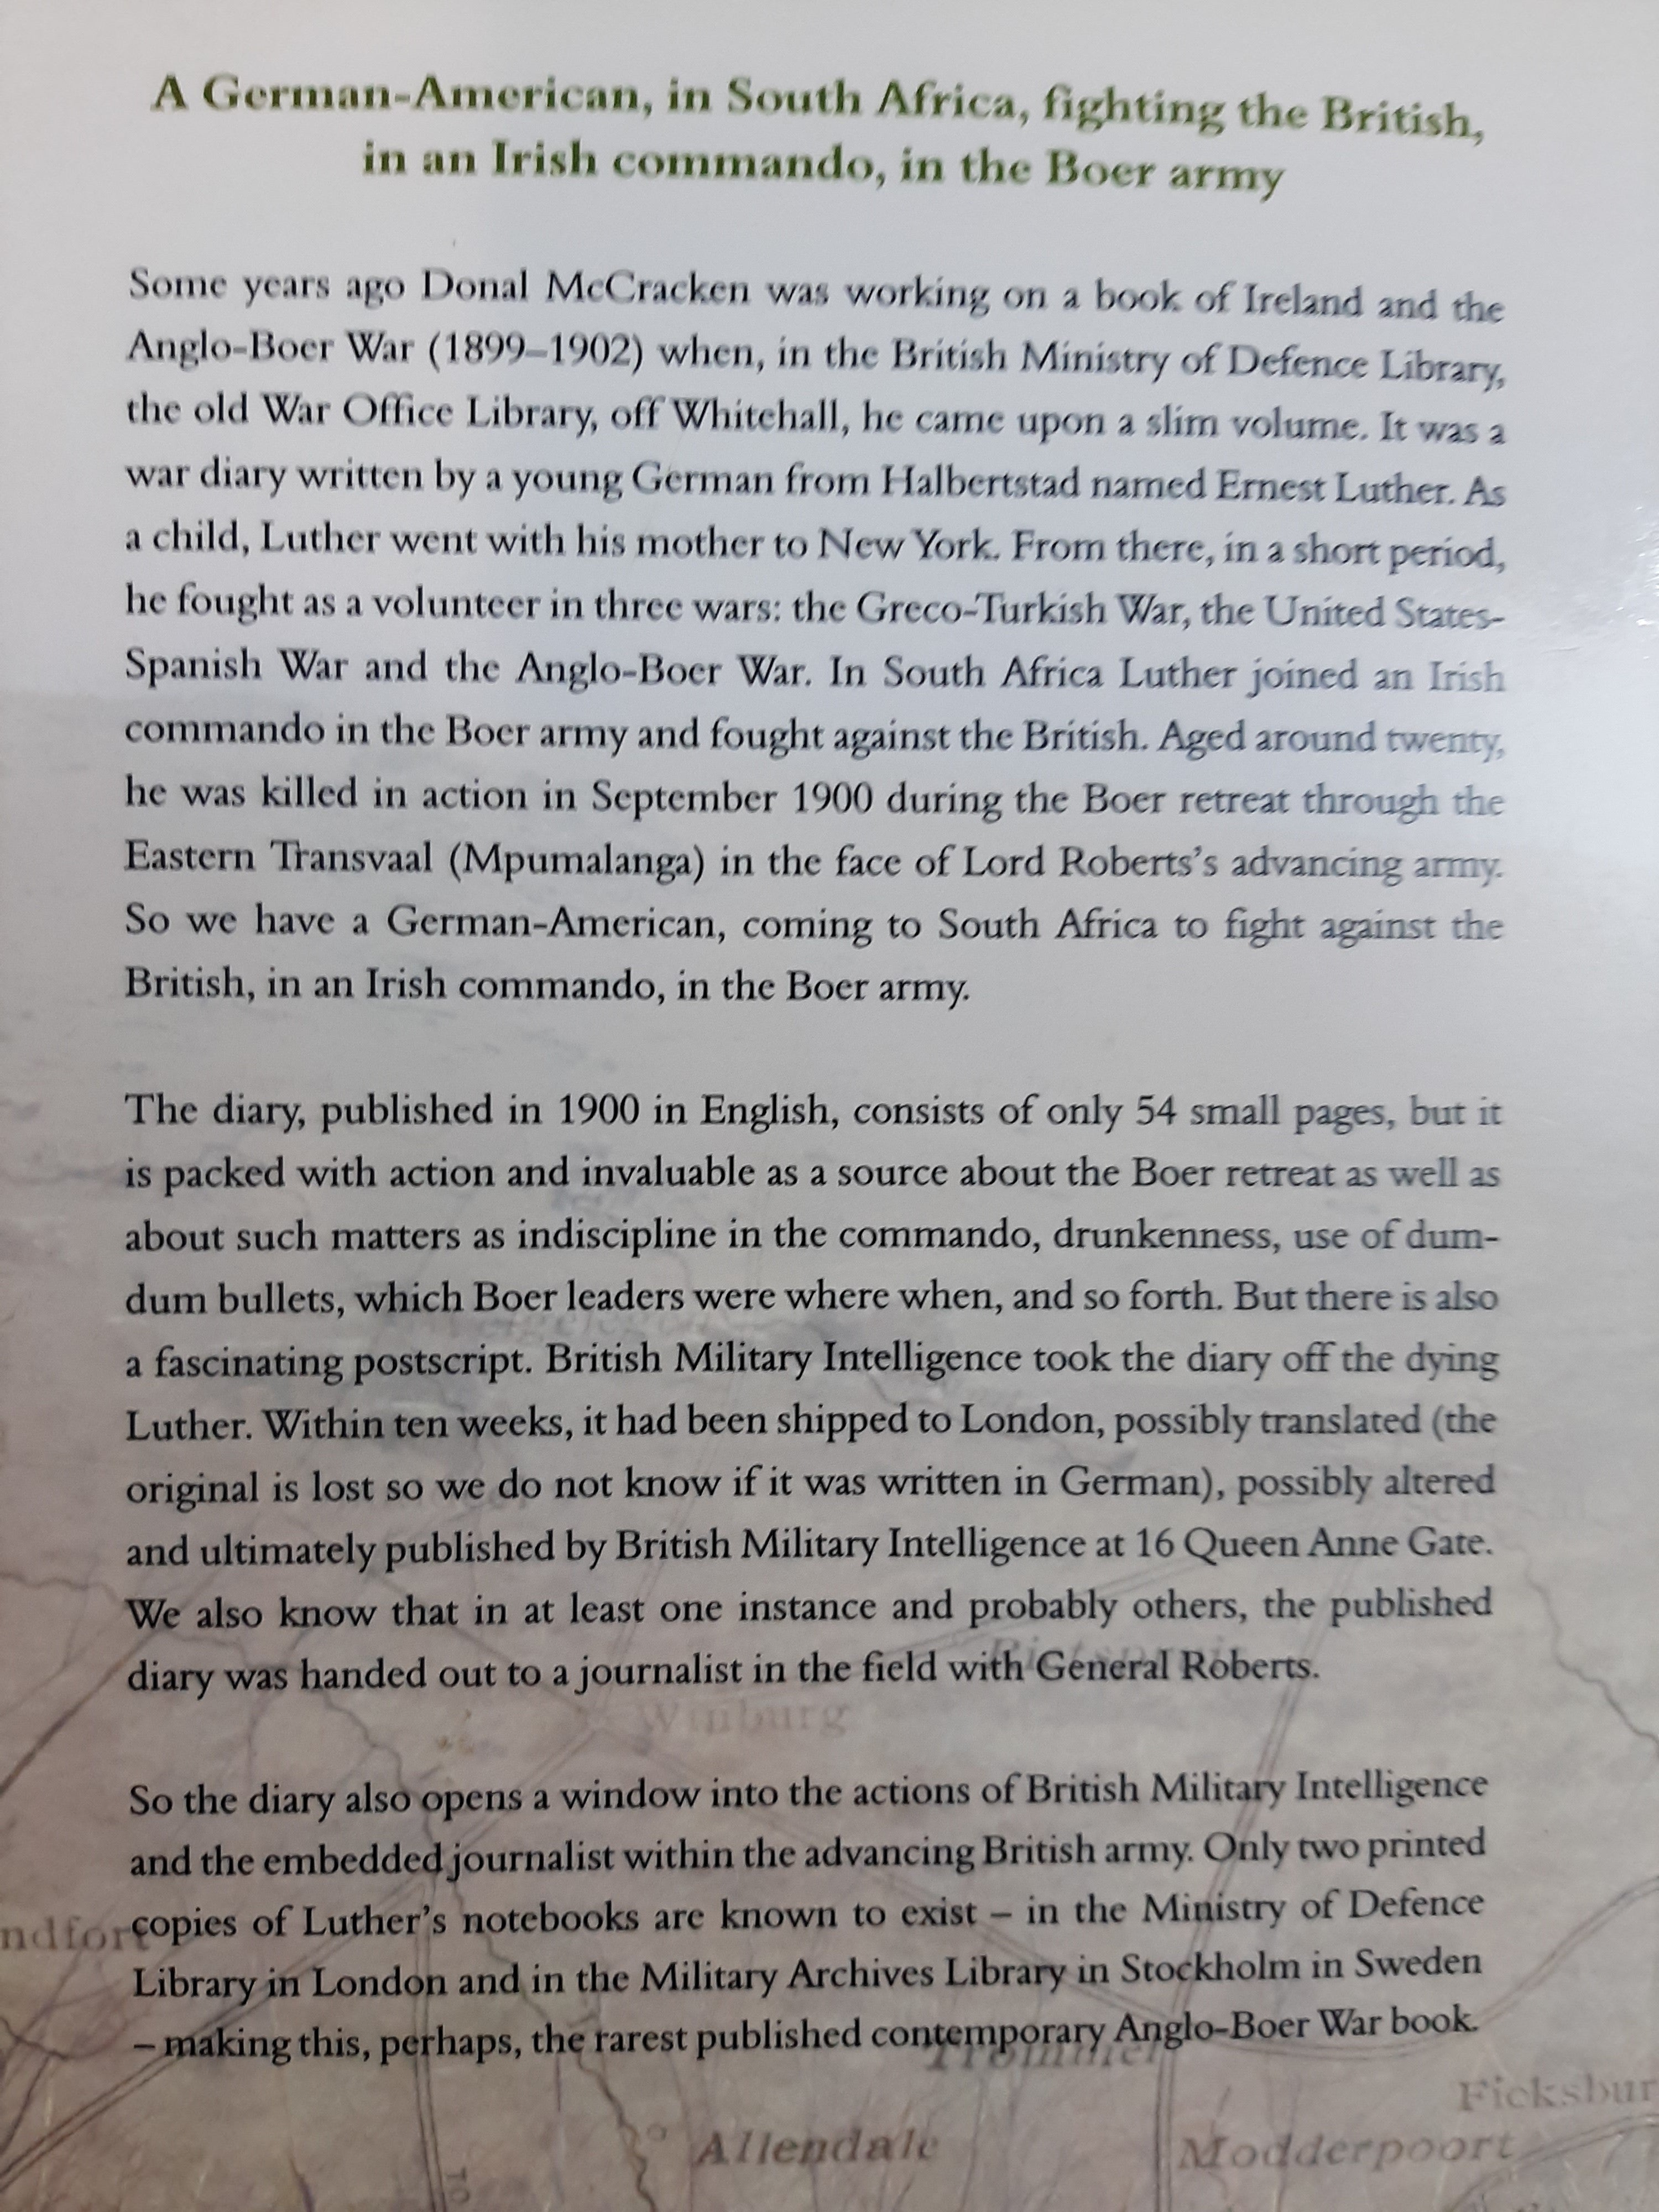 A German-American, in South Africa, fighting the British,
in an Irish commando, in the Boer army
Some years ago Donal McCracken was working on a book of Ireland and the
Anglo-Boer War (1899–1902) when, in the British Ministry of Defence Library,
the old War Office Library, off Whitehall, he came upon a slim volume. It was a
war diary written by a young German from Halbertstad named Ernest Luther. As
a child, Luther went with his mother to New York. From there, in a short period,
he fought as a volunteer in three wars: the Greco-Turkish War, the United States-
Spanish War and the Anglo-Boer War. In South Africa Luther joined an Irish
commando in the Boer army and fought against the British. Aged around twenty,
he was killed in action in September 1900 during the Boer retreat through the
Eastern Transvaal (Mpumalanga) in the face of Lord Roberts's advancing army.
So we have a German-American, coming to South Africa to fight against the
British, in an Irish commando, in the Boer army.
The diary, published in 1900 in English, consists of only 54 small pages, but it
is packed with action and invaluable as a source about the Boer retreat as well as
about such matters as indiscipline in the commando, drunkenness, use of dum-
dum bullets, which Boer leaders were where when, and so forth. But there is also
a fascinating postscript. British Military Intelligence took the diary off the dying
Luther. Within ten weeks, it had been shipped to London, possibly translated (the
original is lost so we do not know if it was written in German), possibly altered
and ultimately published by British Military Intelligence at 16 Queen Anne Gate.
We also know that in at least one instance and probably others, the published
diary was handed out to a journalist in the field with General Roberts.
Winburg
So the diary also opens a window into the actions of British Military Intelligence
and the embedded journalist within the advancing British army. Only two printed
copies of Luther's notebooks are known to exist – in the Ministry of Defence
ndfort
Library in London and in the Military Archives Library in Stockholm in Sweden
– making this, perhaps, the rarest published contemporary Anglo-Boer War book.
Ficksbur
Allendale
Modderpoort